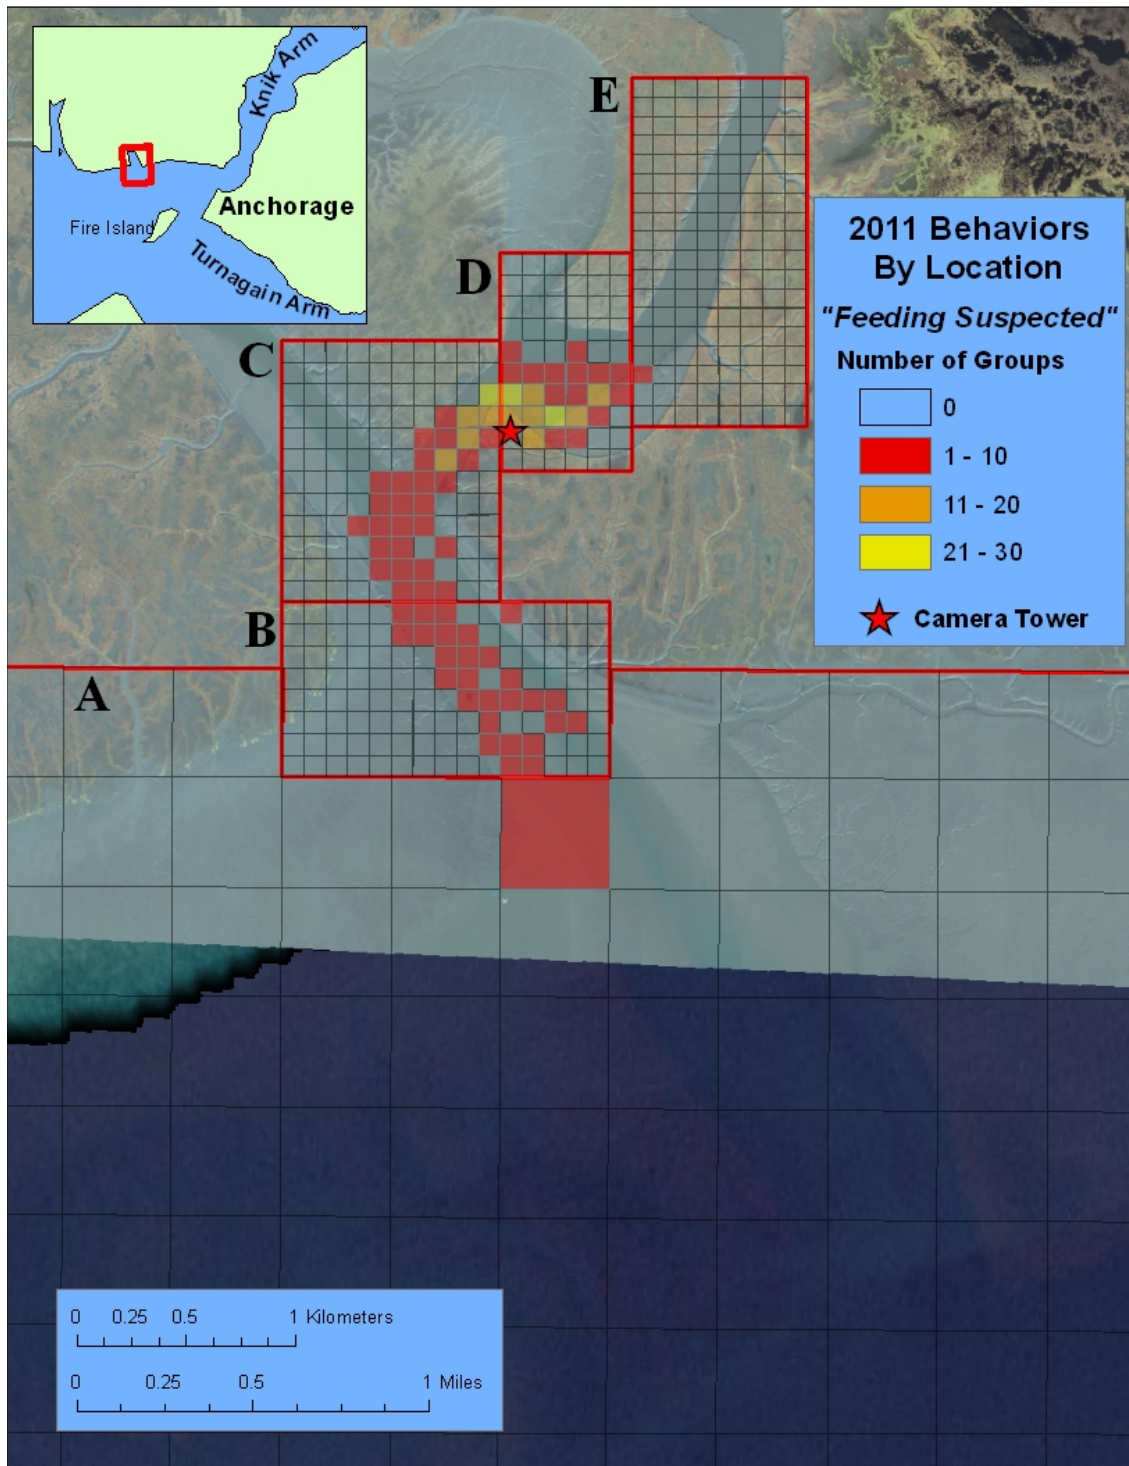 Knik Arm
Anchorage
Fire Island
Turnagain Arm
E
D
C
B
A
2011 Behaviors
By Location
"Feeding Suspected"
Number of Groups
0
1 - 10
11 - 20
21 - 30
Camera Tower
0 0.25 0.5 1 Kilometers
0 0.25 0.5 1 Miles